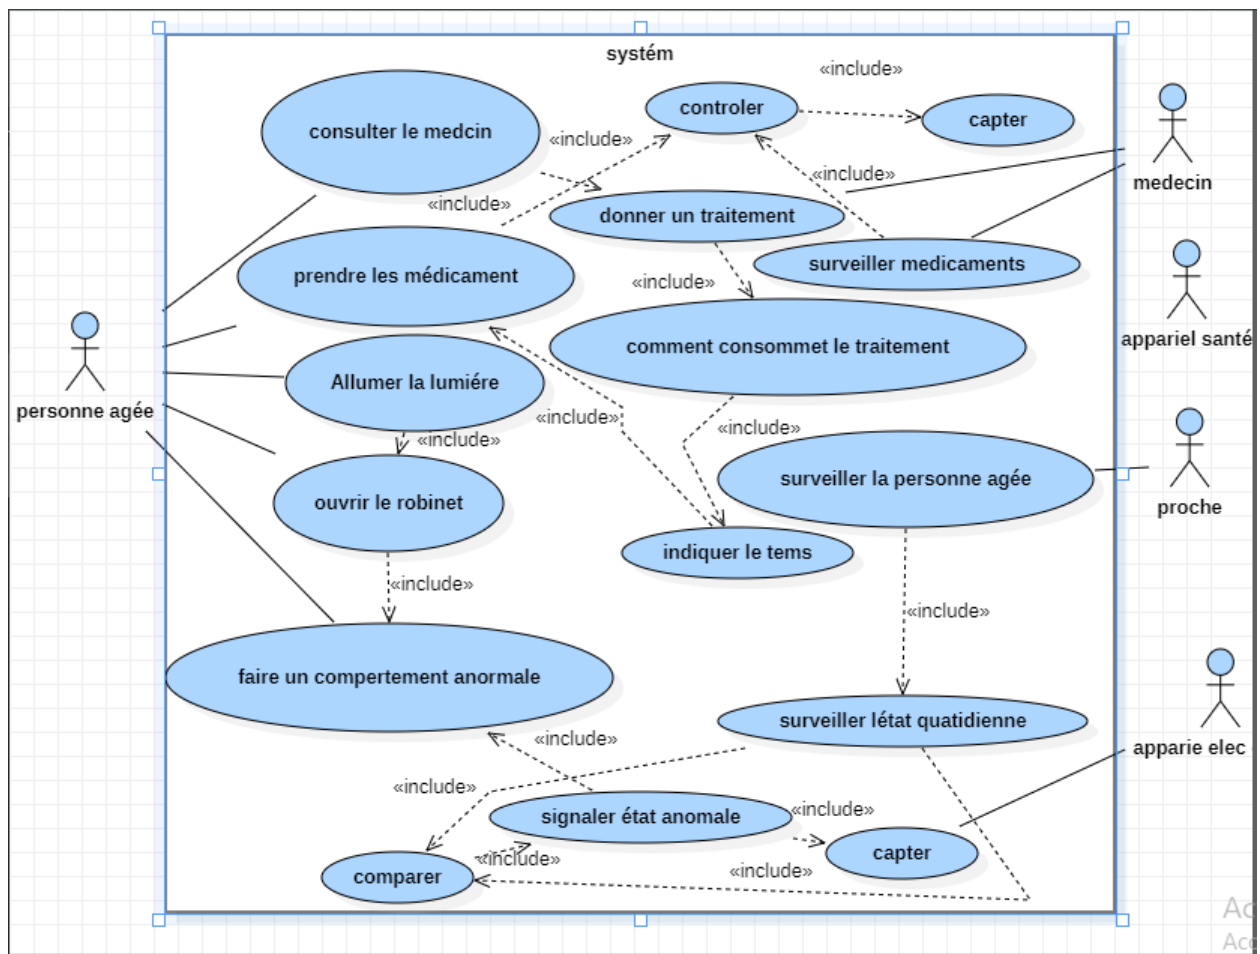 systém
«include»
consulter le medcin
controler
capter
«include»
«include»
medecin
«include»
donner un traitement
surveiller medicaments
prendre les médicament
«include»
appariel santé
comment consommet le traitement
Allumer la lumiére
personne agée
«include»
«include»
«include»
surveiller la personne agée
ouvrir le robinet
proche
indiquer le tems
«include»
«include»
faire un compertement anormale
surveiller létat quatidienne
«include»
apparie elec
«include»
signaler état anomale
«include»
«include»
capter
«include»
comparer